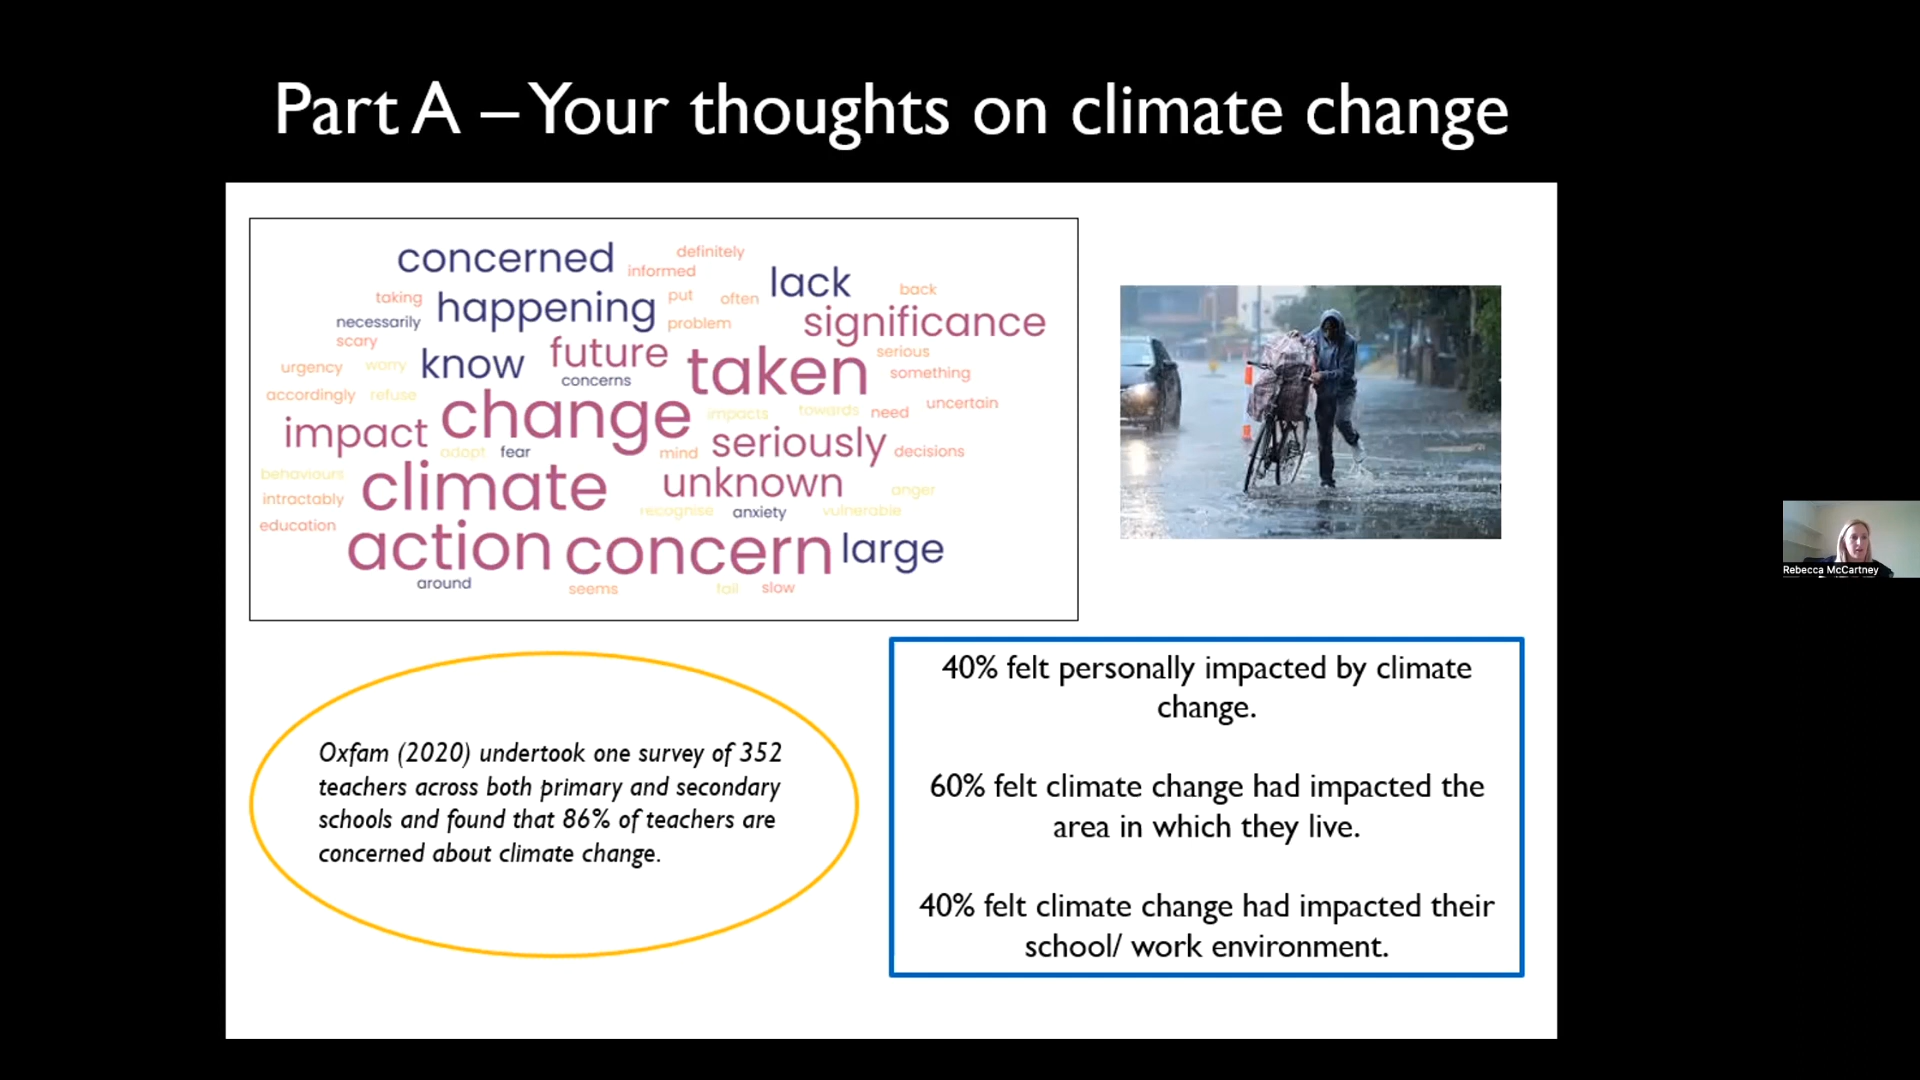 Part A – Your thoughts on climate change
concerned
definitely
informed
lack
taking
happening
put
often
back
necessarily
problem
significance
scary
know
future
taken
serious
urgency
worry
concerns
something
accordingly
refuse
change
impacts
towards
need
uncertain
impact
adopt
fear
mind
seriously
decisions
behaviours
climate
unknown
anger
intractably
recognise
anxiety
vulnerable
education
action
concern
large
around
seems
fail
slow
Oxfam (2020) undertook one survey of 352
teachers across both primary and secondary
schools and found that 86% of teachers are
concerned about climate change.
40% felt personally impacted by climate
change.
60% felt climate change had impacted the
area in which they live.
40% felt climate change had impacted their
school/ work environment.
Rebecca McCartney